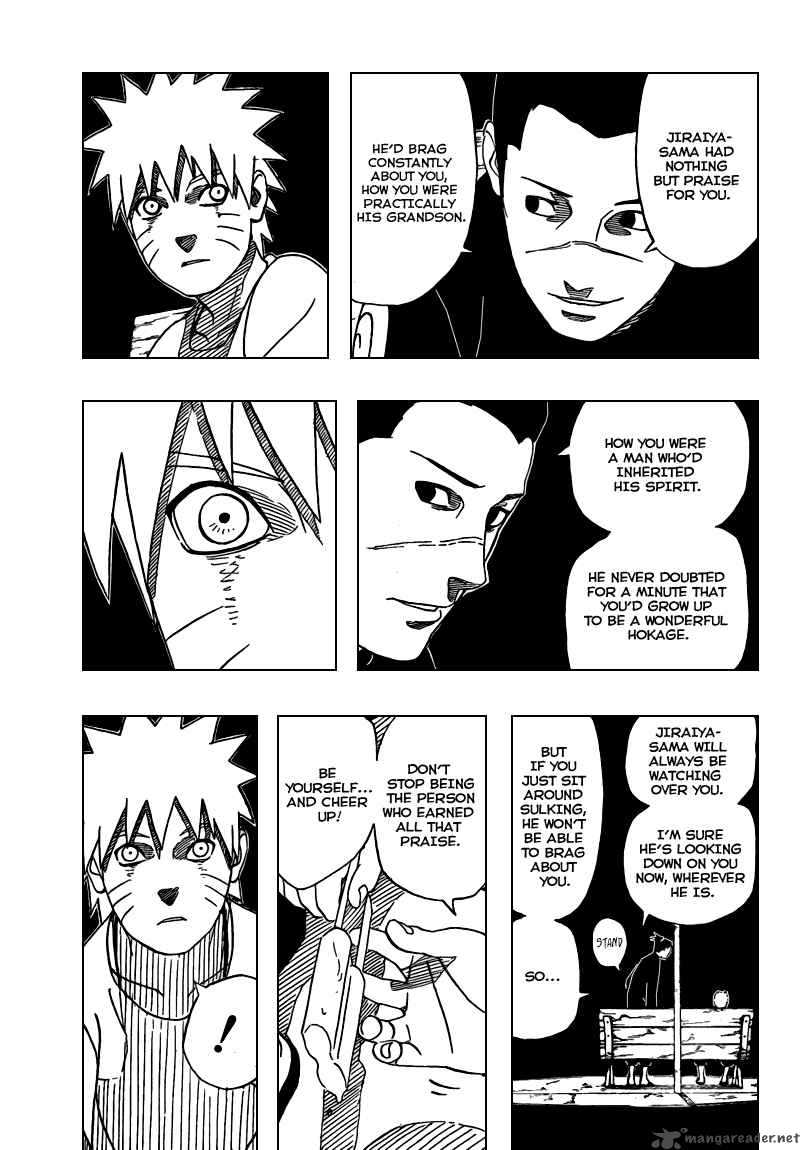 JIRAIYA-
SAMA HAD
NOTHING
BUT PRAISE
FOR YOU.
HE'D BRAG
CONSTANTLY
ABOUT YOU,
HOW YOU WERE
PRACTICALLY
HIS GRANDSON.
HOW YOU WERE
A MAN WHO'D
INHERITED
HIS SPIRIT.
HE NEVER DOUBTED
FOR A MINUTE THAT
YOU'D GROW UP
TO BE A WONDERFUL
HOKAGE.
JIRAIYA-
SAMA WILL
ALWAYS BE
WATCHING
OVER YOU.
I'M SURE
HE'S LOOKING
DOWN ON YOU
NOW, WHEREVER
HE IS.
STAND
BUT
IF YOU
JUST SIT
AROUND
SULKING,
HE WON'T
BE ABLE
TO BRAG
ABOUT
YOU.
SO...
DON'T
STOP BEING
THE PERSON
WHO EARNED
ALL THAT
PRAISE.
BE
YOURSELF...
AND CHEER
UP!
!
mangareader.net